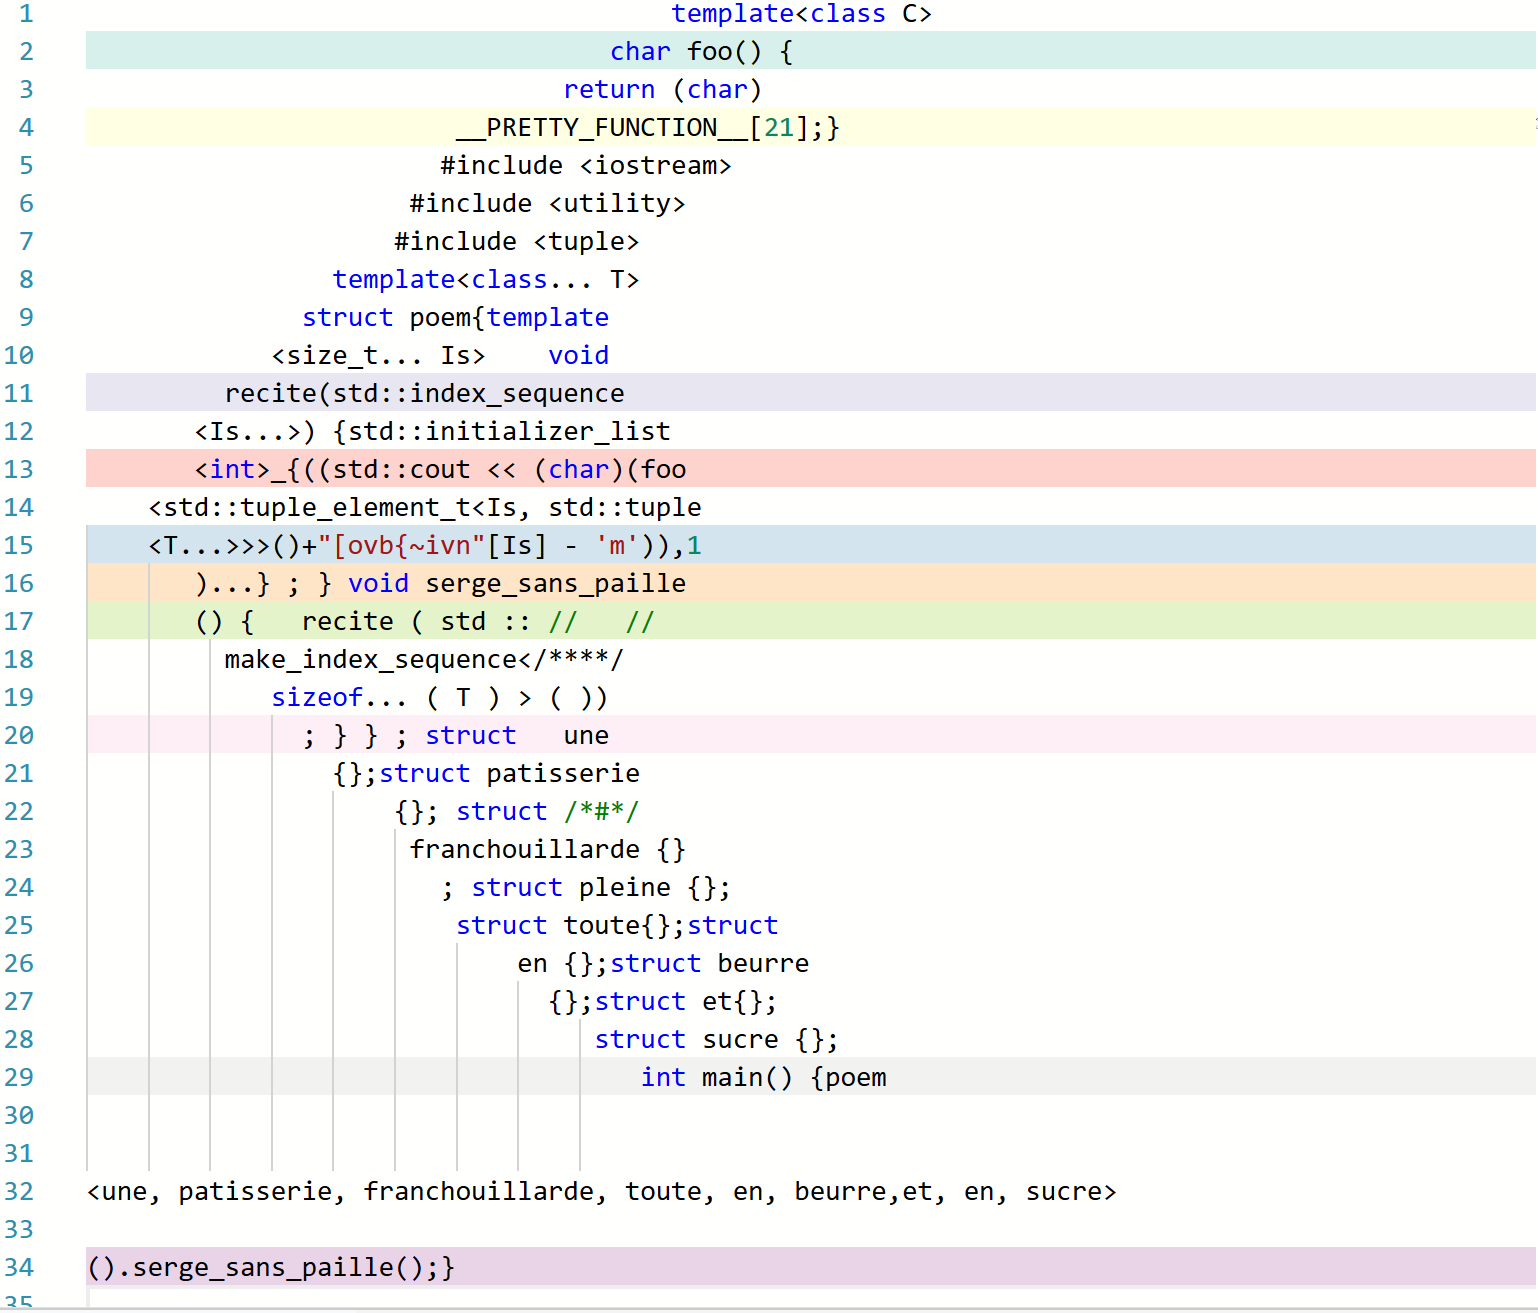 1 template<class C>
2 char foo() {
3 return (char)
4 __PRETTY_FUNCTION__[21];}
5 #include <iostream>
6 #include <utility>
7 #include <tuple>
8 template<class... T>
9 struct poem{template
10 <size_t... Is>    void
11 recite(std::index_sequence
12 <Is...>) {std::initializer_list
13 <int>_{((std::cout << (char)(foo
14 <std::tuple_element_t<Is, std::tuple
15 <T...>>>()+"[ovb{~ivn"[Is] - 'm')),1
16 )...} ; } void serge_sans_paille
17 () {   recite ( std :: //   //
18 make_index_sequence</****/
19 sizeof... ( T ) > ( ))
20 ; } } ; struct   une
21 {};struct patisserie
22 {}; struct /*#*/
23 franchouillarde {}
24 ; struct pleine {};
25 struct toute{};struct
26 en {};struct beurre
27 {};struct et{};
28 struct sucre {};
29 int main() {poem
30
31
32 <une, patisserie, franchouillarde, toute, en, beurre,et, en, sucre>
33
34 ().serge_sans_paille();}
35